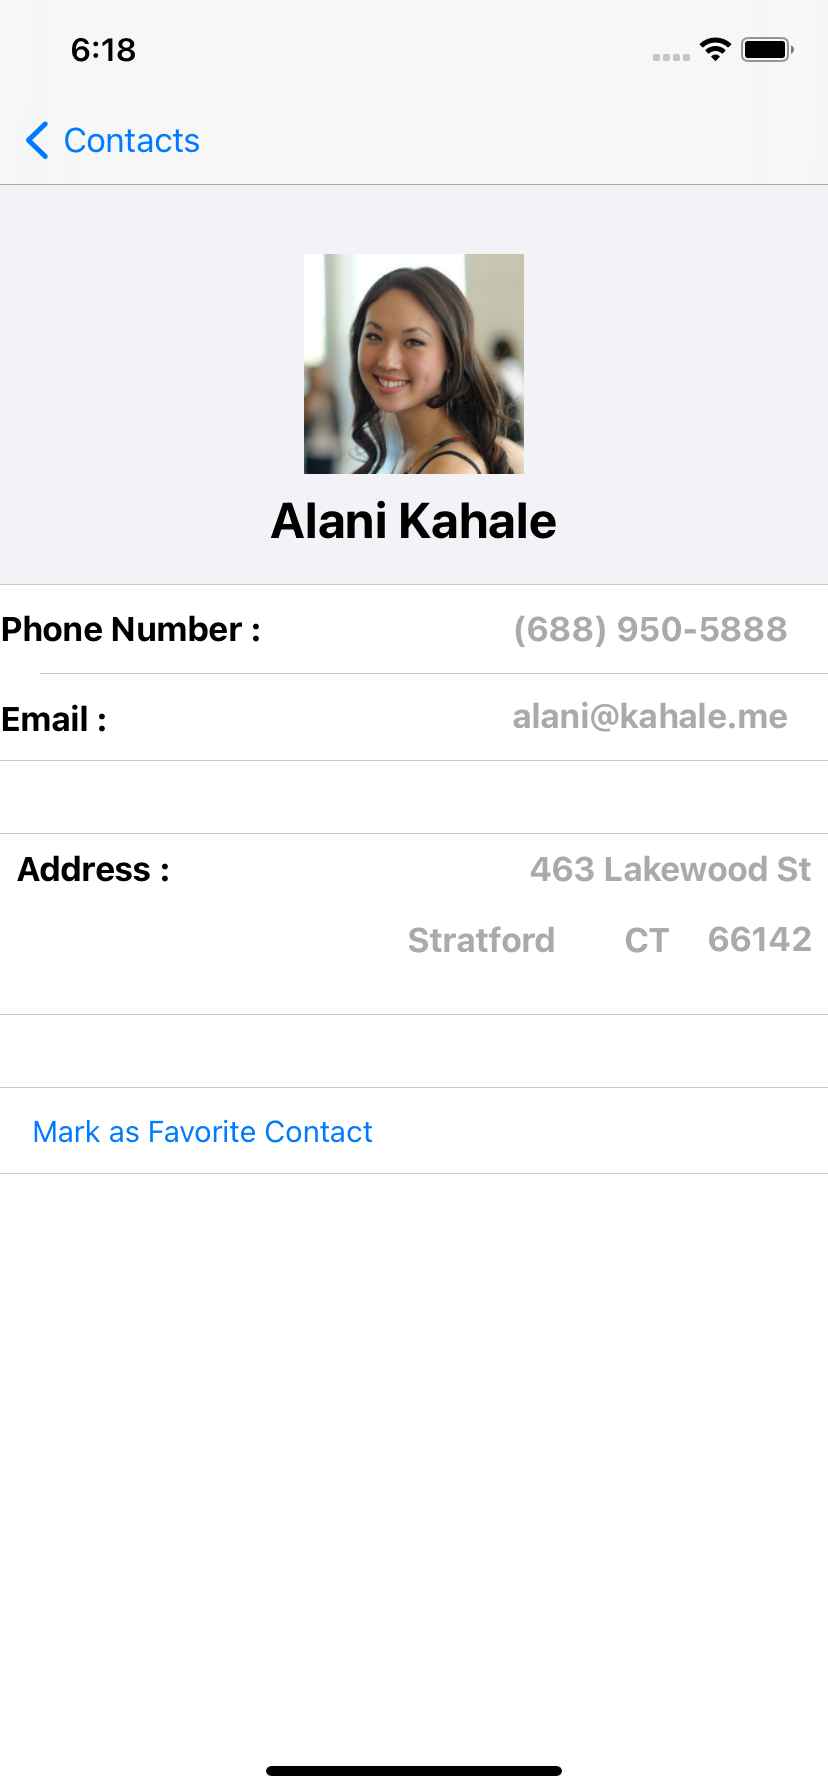 6:18
Contacts
Alani Kahale
Phone Number : (688) 950-5888
Email : alani@kahale.me
Address : 463 Lakewood St
Stratford CT 66142
Mark as Favorite Contact